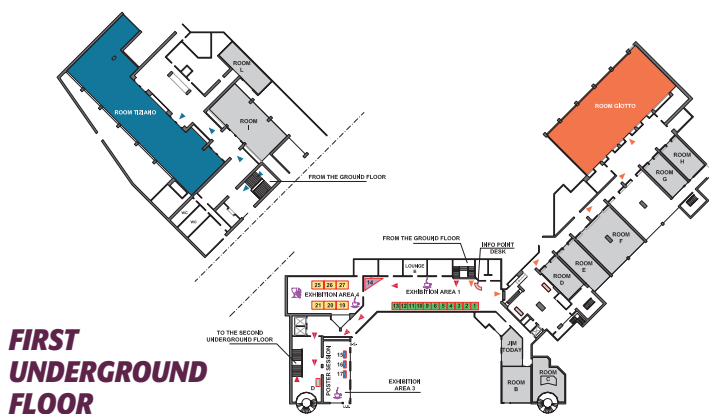 ROOM
L
ROOM TIZIANO
ROOM
I
ROOM GIOTTO
ROOM
H
ROOM
G
FROM THE GROUND FLOOR
WC
WC
ROOM
F
FROM THE GROUND FLOOR
INFO POINT
DESK
ROOM
E
ROOM
D
LOUNGE
B
14
25 26 27
EXHIBITION AREA 4
EXHIBITION AREA 1
21 20 19
13 12 11 10 9 6 5 4 3 2 1
TO THE SECOND
UNDERGROUND FLOOR
POSTER SESSION
15
16
17
D
EXHIBITION
AREA 3
JIM
TODAY
ROOM
B
ROOM
C
FIRST
UNDERGROUND
FLOOR